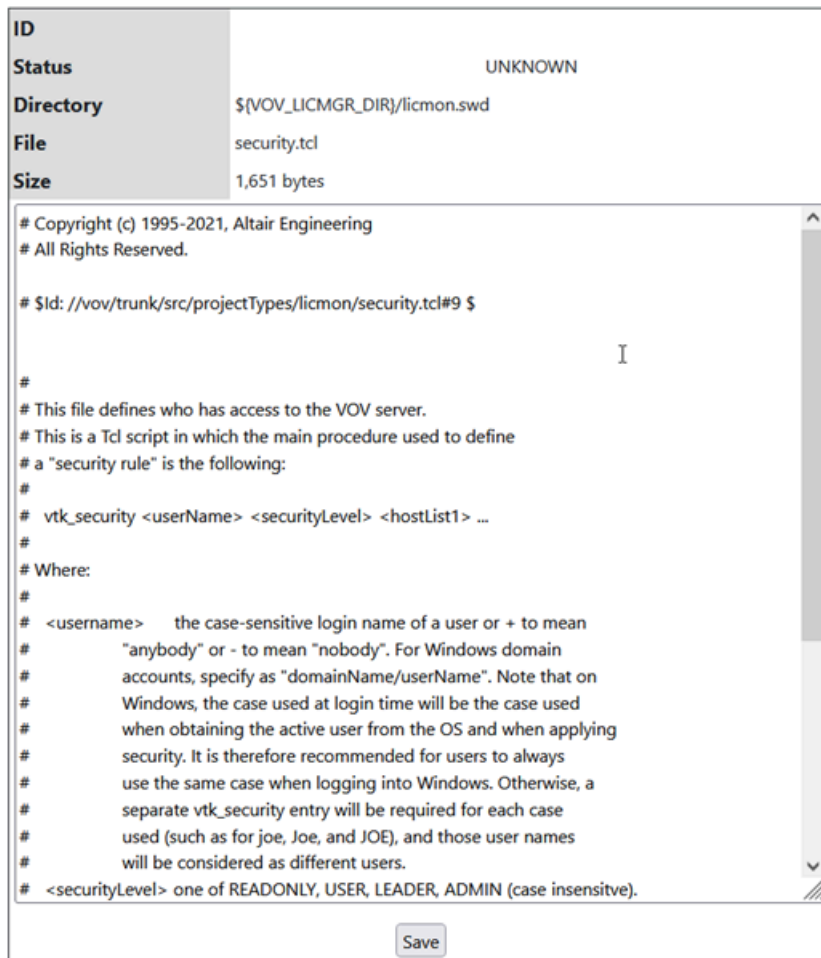 ID
Status UNKNOWN
Directory ${VOV_LICMGR_DIR}/licmon.swd
File security.tcl
Size 1,651 bytes
# Copyright (c) 1995-2021, Altair Engineering
# All Rights Reserved.
# $Id: //vov/trunk/src/projectTypes/licmon/security.tcl#9 $
#
# This file defines who has access to the VOV server.
# This is a Tcl script in which the main procedure used to define
# a "security rule" is the following:
#
# vtk_security <userName> <securityLevel> <hostList1> ...
#
# Where:
#
# <username> the case-sensitive login name of a user or + to mean
# "anybody" or - to mean "nobody". For Windows domain
# accounts, specify as "domainName/userName". Note that on
# Windows, the case used at login time will be the case used
# when obtaining the active user from the OS and when applying
# security. It is therefore recommended for users to always
# use the same case when logging into Windows. Otherwise, a
# separate vtk_security entry will be required for each case
# used (such as for joe, Joe, and JOE), and those user names
# will be considered as different users.
# <securityLevel> one of READONLY, USER, LEADER, ADMIN (case insensitve).
Save